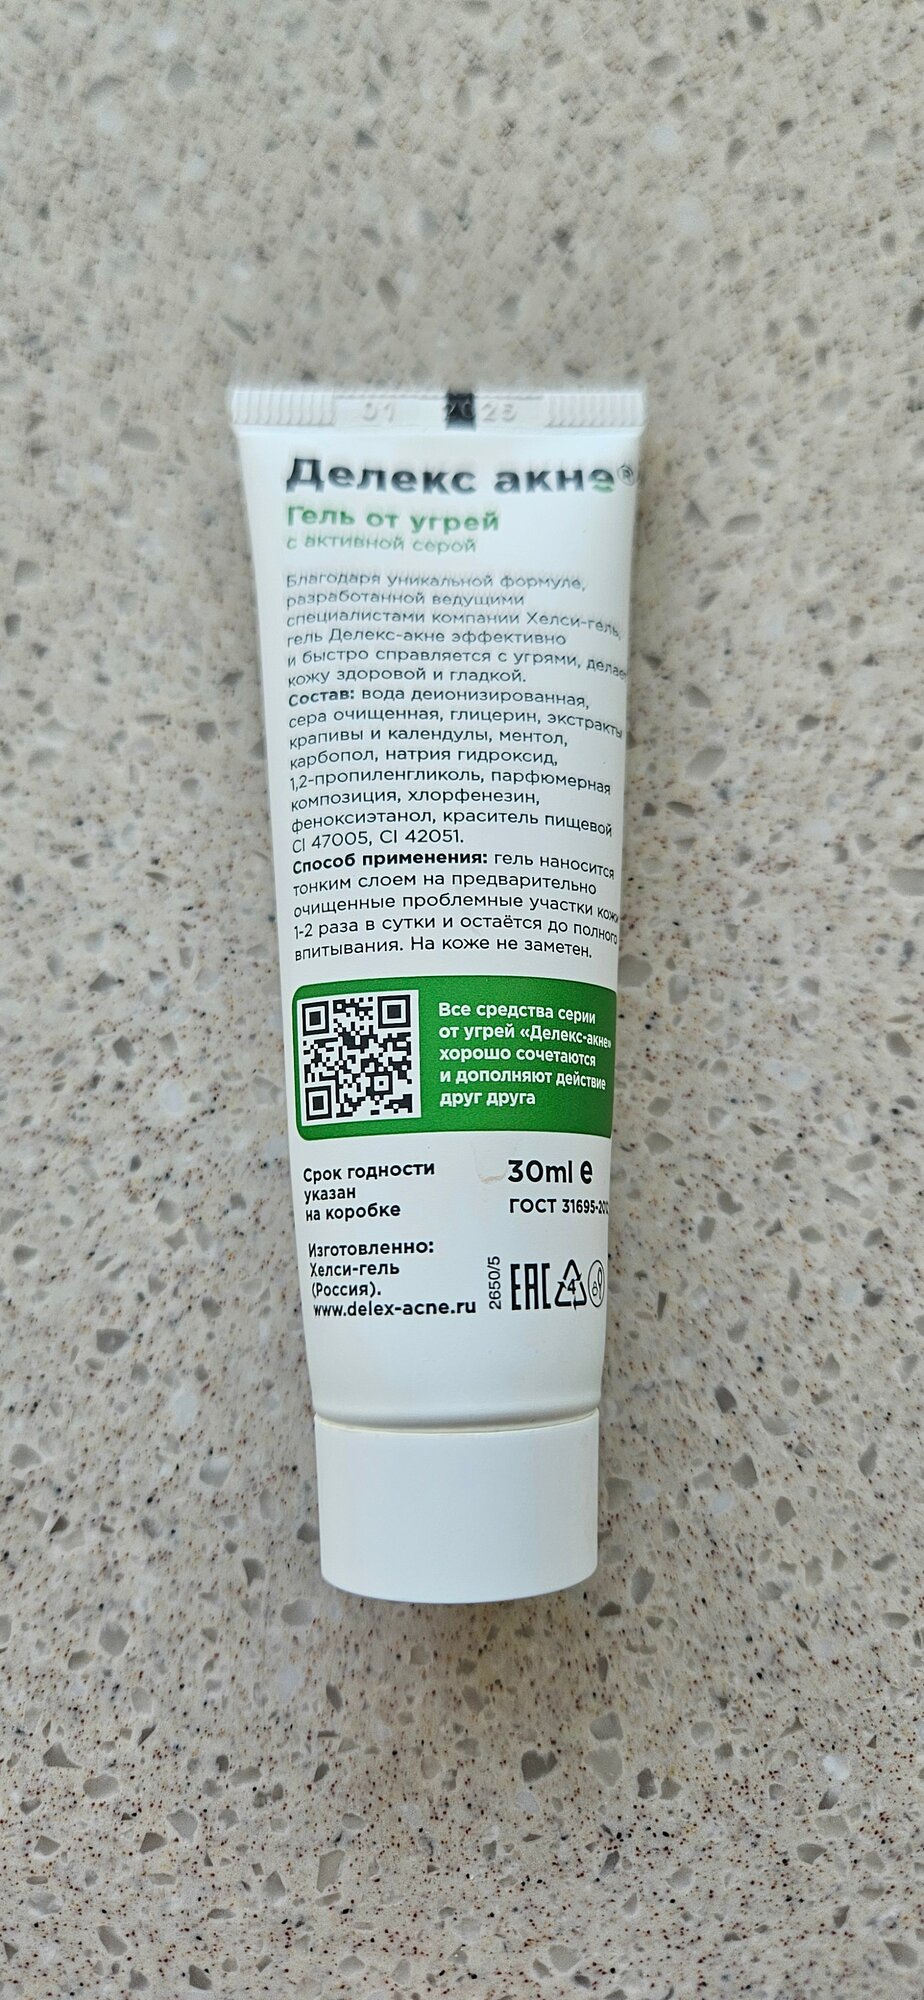 01 2025
Делекс акне®
Гель от угрей
с активной серой
Благодаря уникальной формуле,
разработанной ведущими
специалистами компании Хелси-гель,
гель Делекс-акне эффективно
и быстро справляется с угрями, делает
кожу здоровой и гладкой.
Состав: вода деионизированная,
сера очищенная, глицерин, экстракты
крапивы и календулы, ментол,
карбопол, натрия гидроксид,
1,2-пропиленгликоль, парфюмерная
композиция, хлорфенезин,
феноксиэтанол, краситель пищевой
CI 47005, CI 42051.
Способ применения: гель наносится
тонким слоем на предварительно
очищенные проблемные участки кожи
1-2 раза в сутки и остаётся до полного
впитывания. На коже не заметен.
Все средства серии
от угрей «Делекс-акне»
хорошо сочетаются
и дополняют действие
друг друга
Срок годности
указан
на коробке
30ml e
ГОСТ 31695-201
Изготовленно:
Хелси-гель
(Россия).
www.delex-acne.ru
2650/5
EAC
4